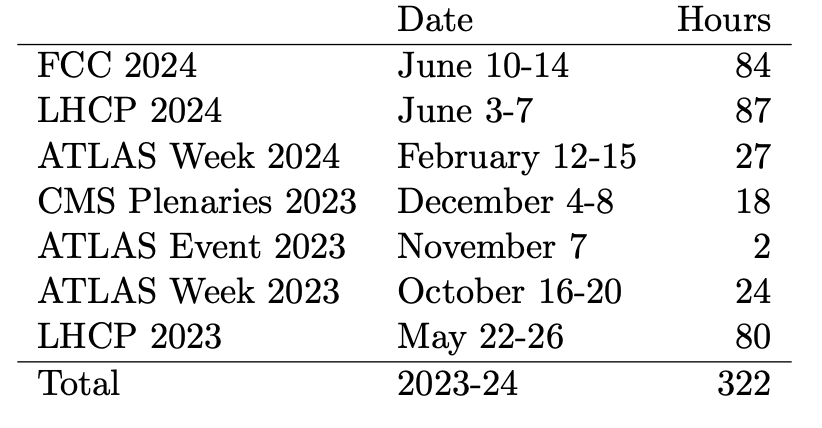 Date Hours
FCC 2024 June 10-14 84
LHCP 2024 June 3-7 87
ATLAS Week 2024 February 12-15 27
CMS Plenaries 2023 December 4-8 18
ATLAS Event 2023 November 7 2
ATLAS Week 2023 October 16-20 24
LHCP 2023 May 22-26 80
Total 2023-24 322